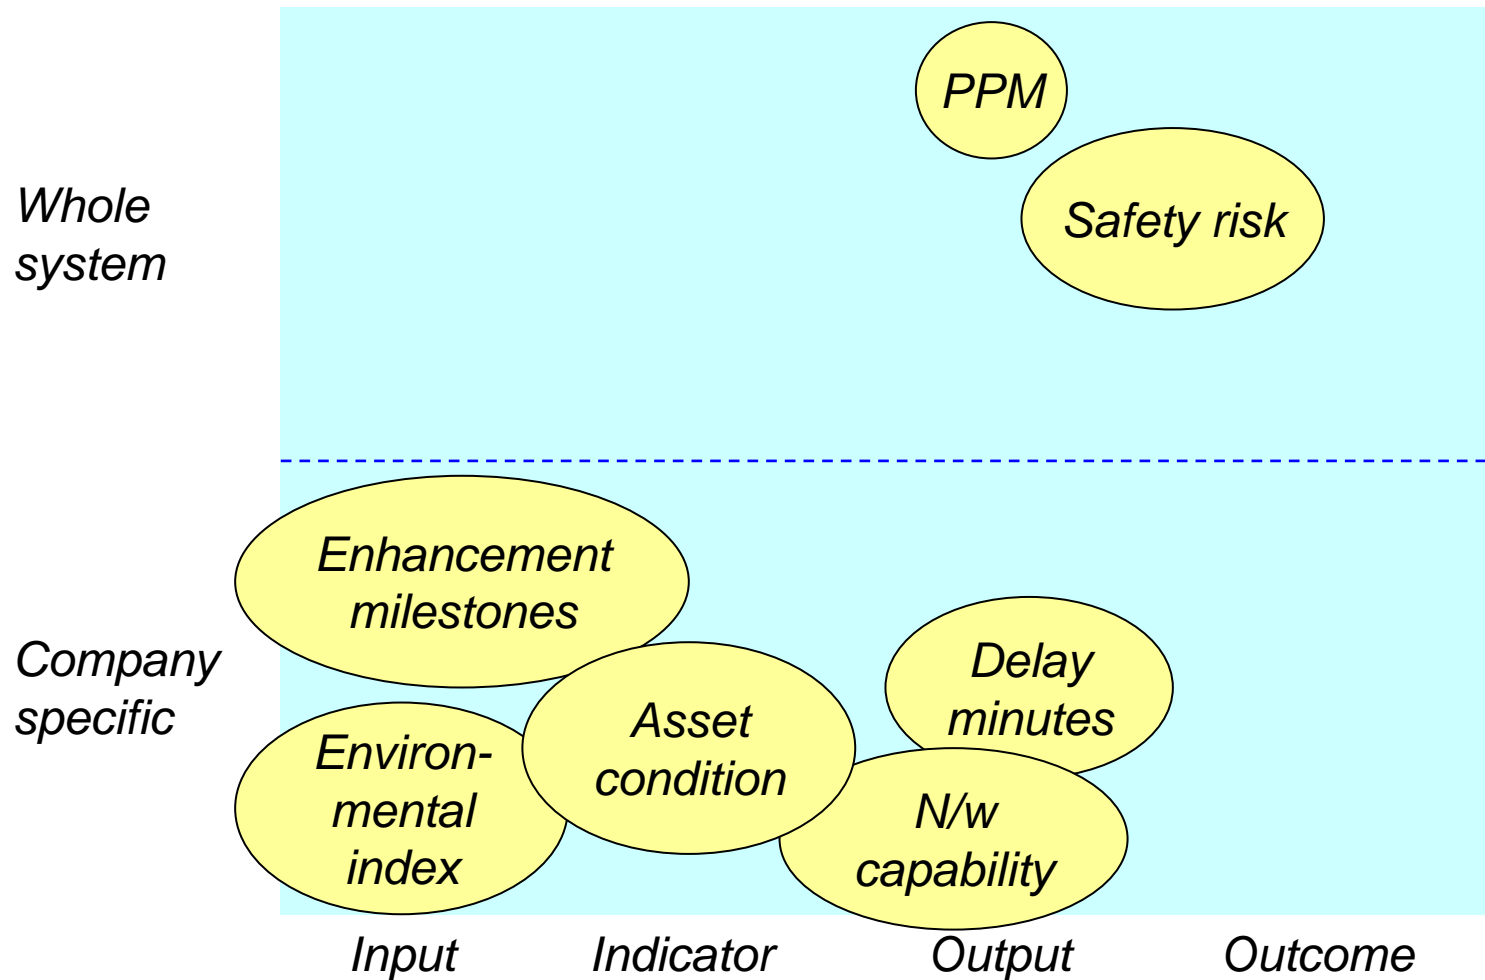 PPM
Safety risk
Whole
system
Enhancement
milestones
Company
specific
Delay
minutes
Asset
condition
Environ-
mental
index
N/w
capability
Input
Indicator
Output
Outcome